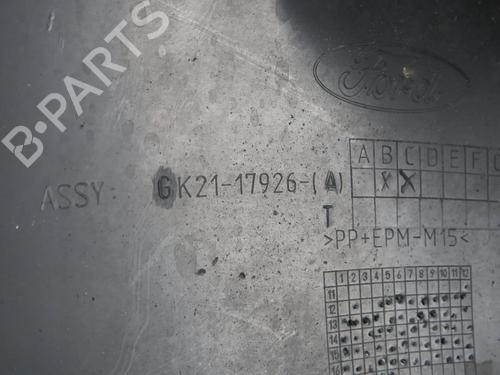 B-PARTS
Ford
A B C D E F
X X
ASSY: GK21-17926-(A)
T
>PP+EPM-M15<
1 2 3 4 5 6 7 8 9 10 11 12
11
12
13
14
15
16